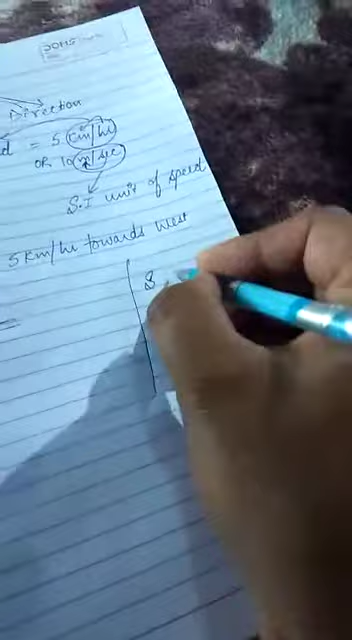 Direction
d = 5 km/hr
OR 10 m/sec
S.I unit of speed
5 km/hr towards West
S